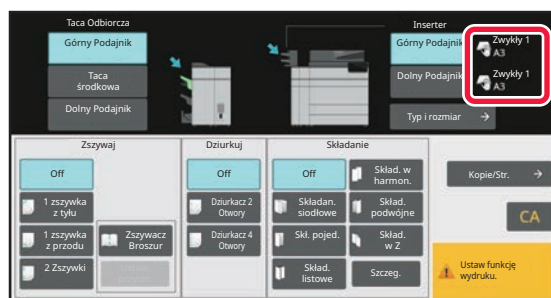 Taca Odbiorcza
Inserter
Górny Podajnik
Taca
środkowa
Dolny Podajnik
Górny Podajnik
Zwykły 1
A3
Dolny Podajnik
Zwykły 1
A3
Typ i rozmiar
Zszywaj
Off
1 zszywka
z tyłu
1 zszywka
z przodu
2 Zszywki
Zszywacz
Broszur
Dziurkuj
Off
Dziurkacz 2
Otwory
Dziurkacz 4
Otwory
Składanie
Off
Skład. w
harmon.
Składan.
siodłowe
Skład.
podwójne
Skł. pojed.
Skład.
w Z
Skład.
listowe
Szczeg.
Kopie/Str.
CA
Ustaw funkcję
wydruku.